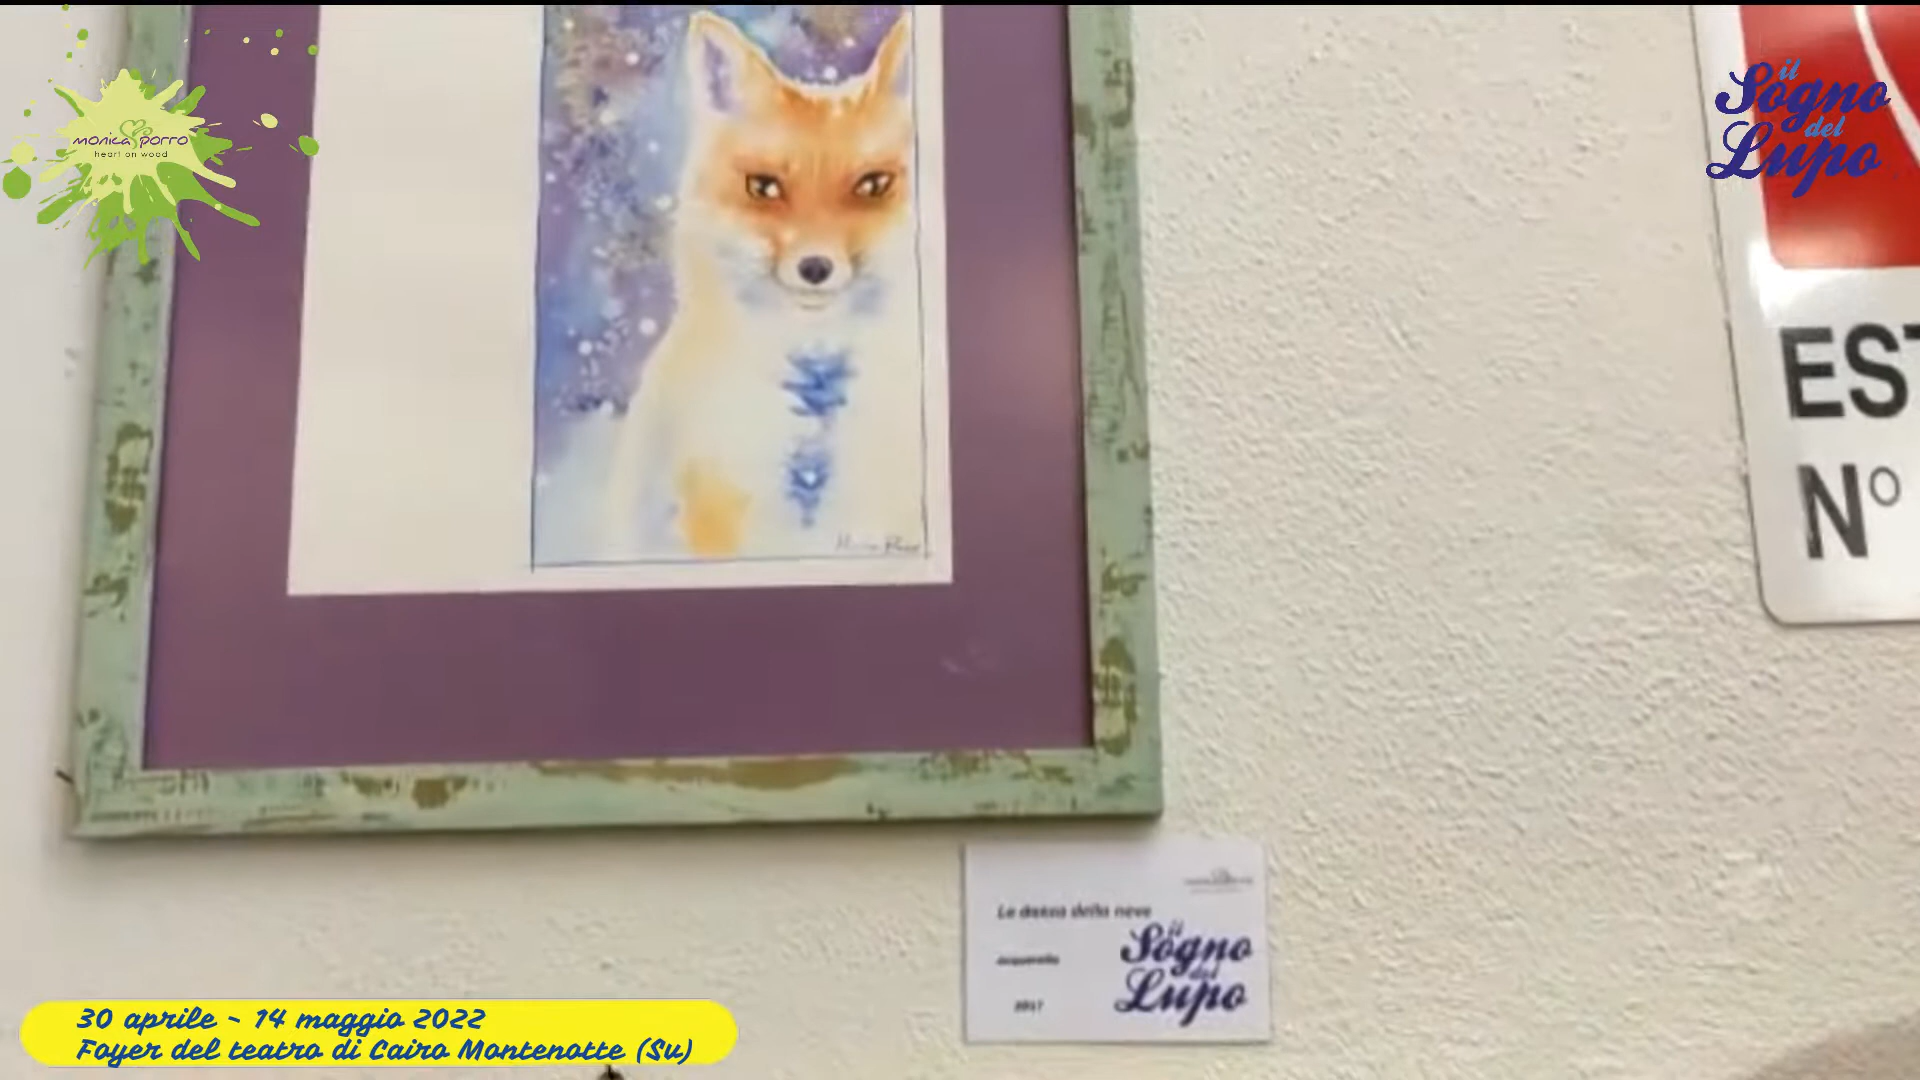 monica porro
heart on wood
il
Sogno
del
Lupo
EST
N°
La danza della neve
il
Sogno
del
Lupo
Acquerello
2017
30 aprile - 14 maggio 2022
Foyer del teatro di Cairo Montenotte (Sv)